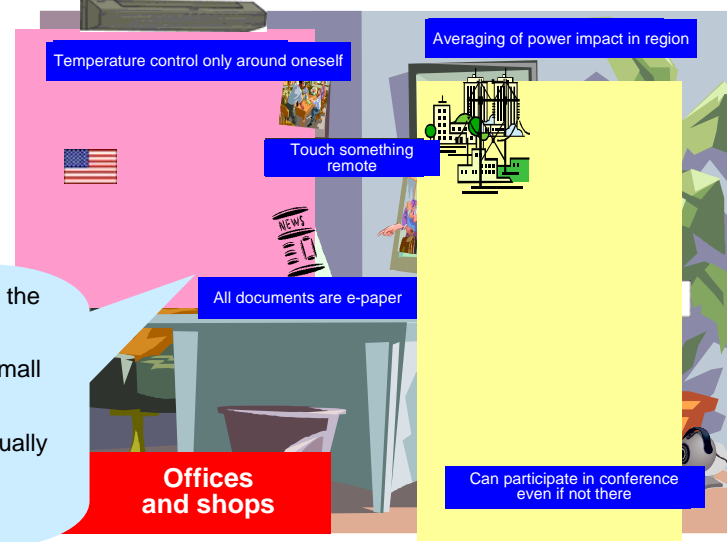 Averaging of power impact in region
Temperature control only around oneself
Touch something
remote
NEWS
the
All documents are e-paper
mall
ually
Offices
and shops
Can participate in conference
even if not there